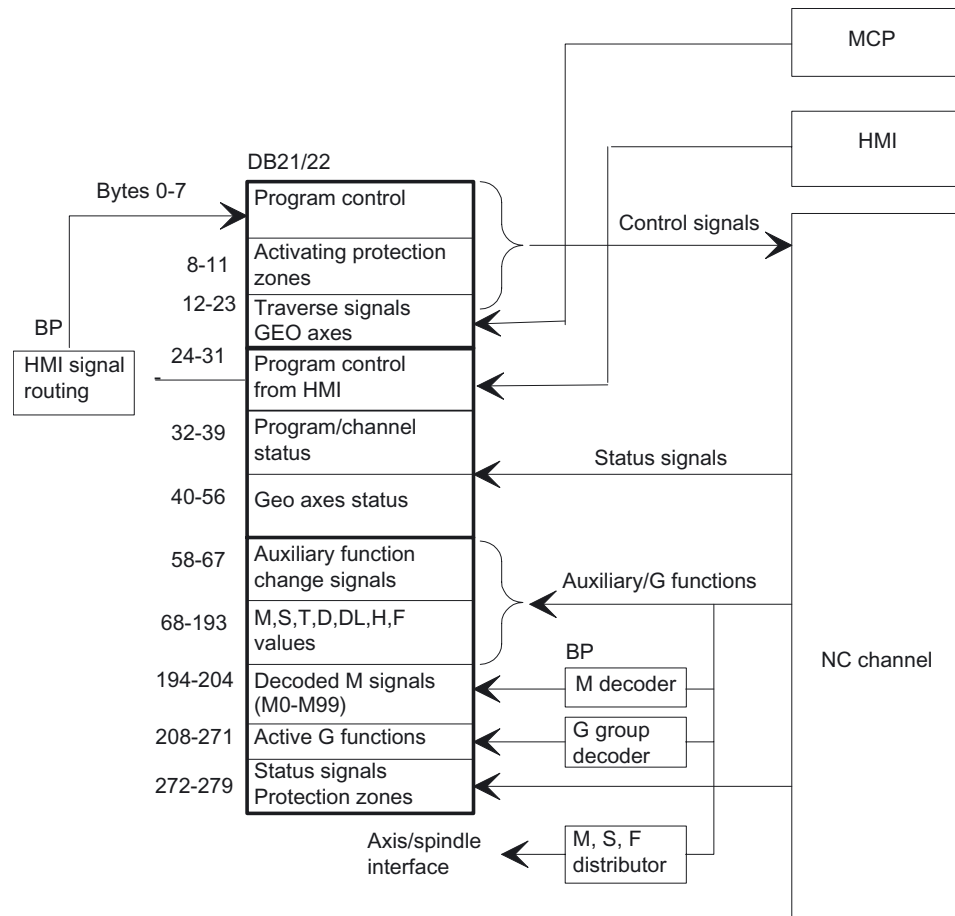 MCP
HMI
DB21/22
Bytes 0-7
Program control
Control signals
8-11
Activating protection
zones
12-23
Traverse signals
GEO axes
BP
HMI signal
routing
24-31
Program control
from HMI
32-39
Program/channel
status
Status signals
40-56
Geo axes status
58-67
Auxiliary function
change signals
Auxiliary/G functions
68-193
M,S,T,D,DL,H,F
values
NC channel
BP
194-204
Decoded M signals
(M0-M99)
M decoder
208-271
Active G functions
G group
decoder
272-279
Status signals
Protection zones
Axis/spindle
interface
M, S, F
distributor